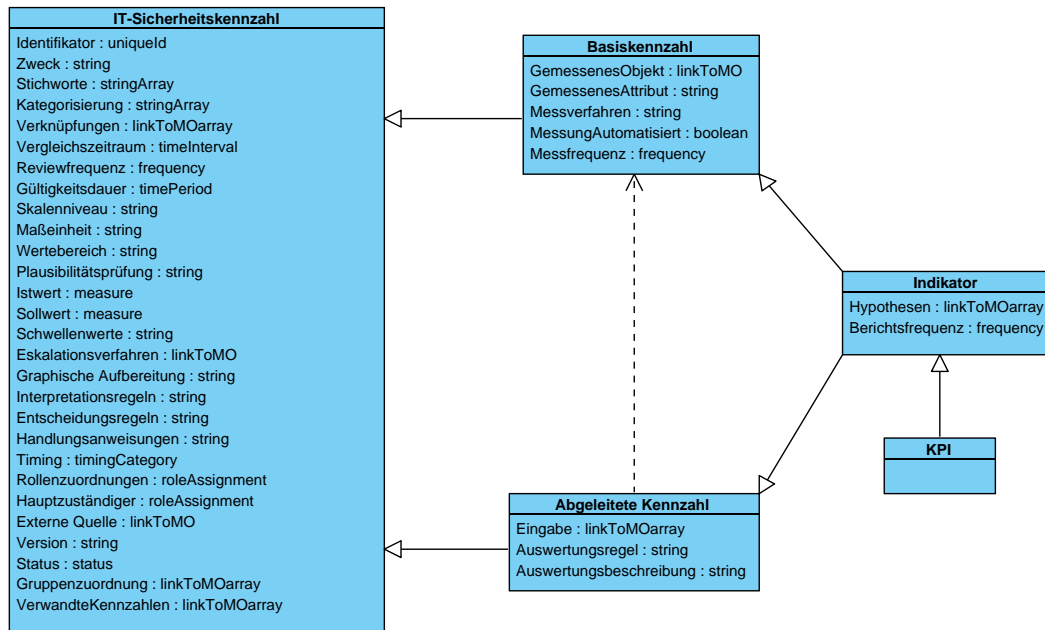 IT-Sicherheitskennzahl
Identifikator : uniqueId
Zweck : string
Stichworte : stringArray
Kategorisierung : stringArray
Verknüpfungen : linkToMOarray
Vergleichszeitraum : timeInterval
Reviewfrequenz : frequency
Gültigkeitsdauer : timePeriod
Skalenniveau : string
Maßeinheit : string
Wertebereich : string
Plausibilitätsprüfung : string
Istwert : measure
Sollwert : measure
Schwellenwerte : string
Eskalationsverfahren : linkToMO
Graphische Aufbereitung : string
Interpretationsregeln : string
Entscheidungsregeln : string
Handlungsanweisungen : string
Timing : timingCategory
Rollenzuordnungen : roleAssignment
Hauptzuständiger : roleAssignment
Externe Quelle : linkToMO
Version : string
Status : status
Gruppenzuordnung : linkToMOarray
VerwandteKennzahlen : linkToMOarray
Basiskennzahl
GemessenesObjekt : linkToMO
GemessenesAttribut : string
Messverfahren : string
MessungAutomatisiert : boolean
Messfrequenz : frequency
Abgeleitete Kennzahl
Eingabe : linkToMOarray
Auswertungsregel : string
Auswertungsbeschreibung : string
Indikator
Hypothesen : linkToMOarray
Berichtsfrequenz : frequency
KPI